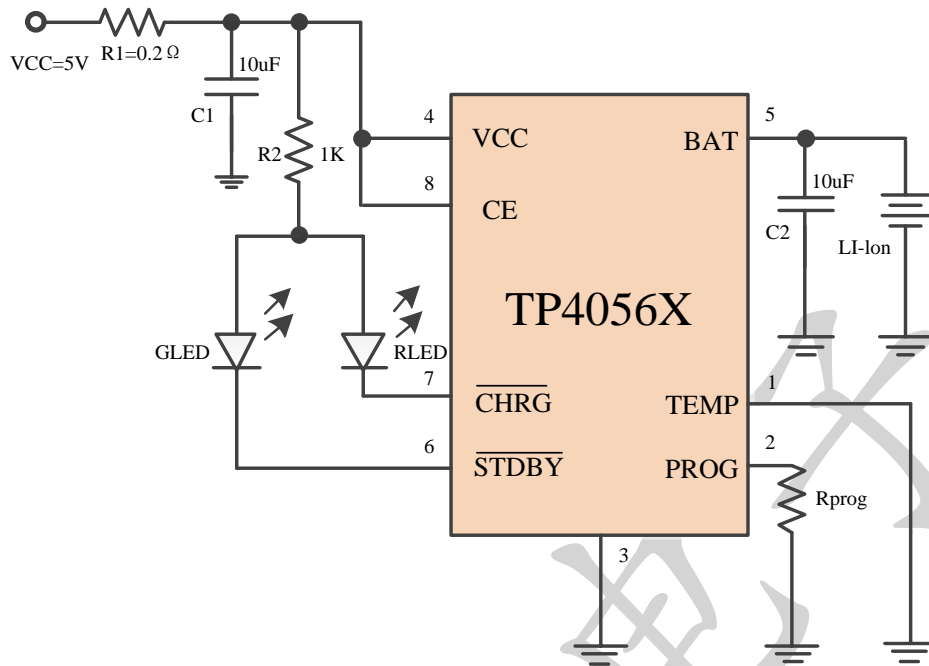 VCC=5V
R1=0.2Ω
10uF
C1
R2
1K
GLED
RLED
4
VCC
8
CE
TP4056X
7
CHRG
6
STDBY
5
BAT
10uF
C2
LI-lon
1
TEMP
2
PROG
Rprog
3